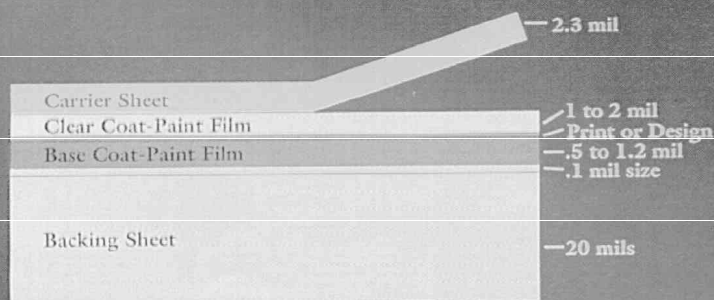 2.3 mil
Carrier Sheet
1 to 2 mil
Clear Coat-Paint Film
Print or Design
Base Coat-Paint Film
.5 to 1.2 mil
.1 mil size
Backing Sheet
20 mils